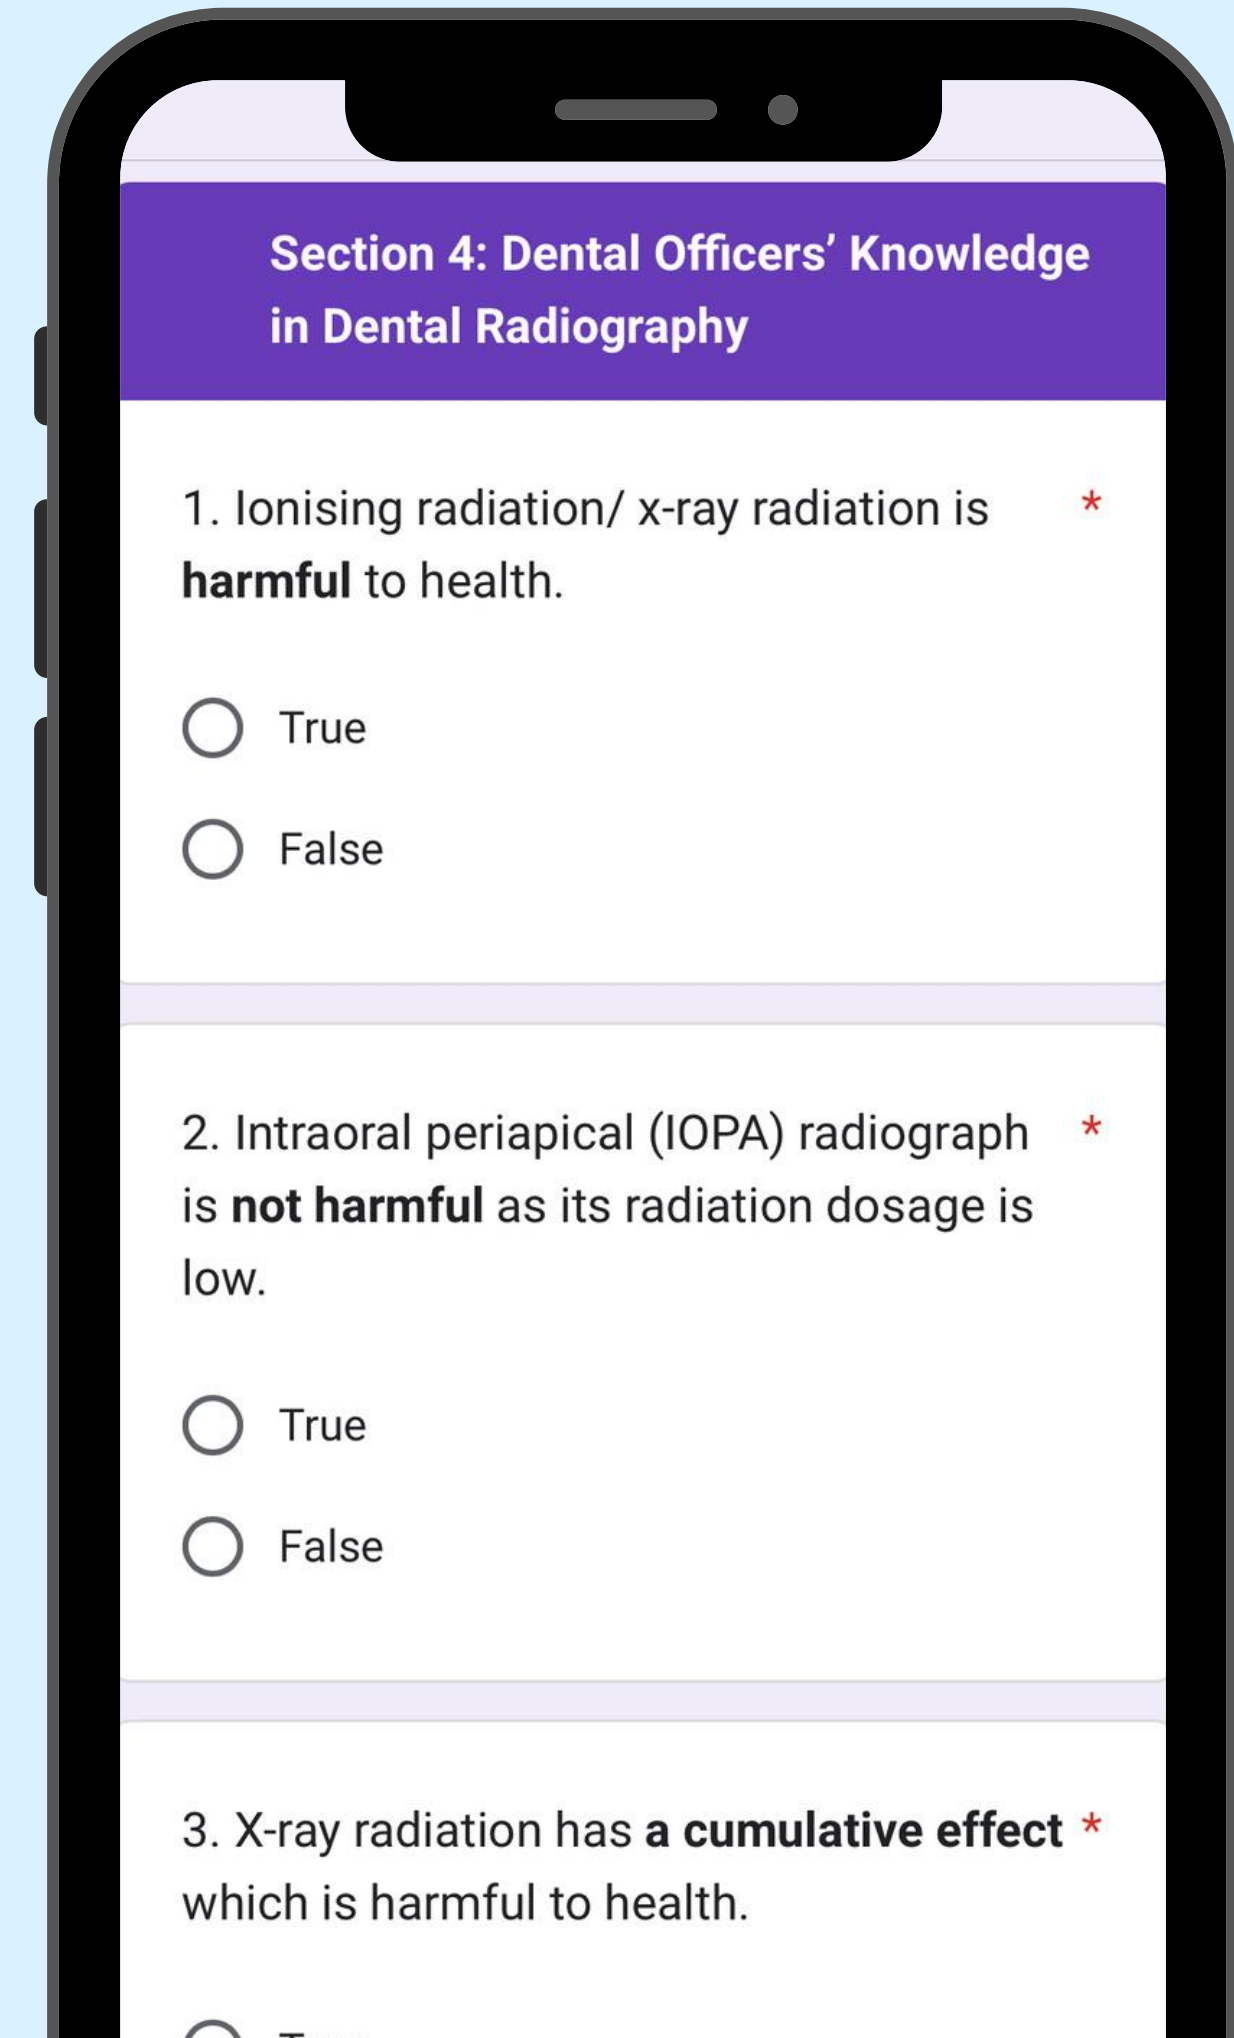 Section 4: Dental Officers’ Knowledge
in Dental Radiography
1. Ionising radiation/ x-ray radiation is *
harmful to health.
True
False
2. Intraoral periapical (IOPA) radiograph *
is not harmful as its radiation dosage is
low.
True
False
3. X-ray radiation has a cumulative effect *
which is harmful to health.